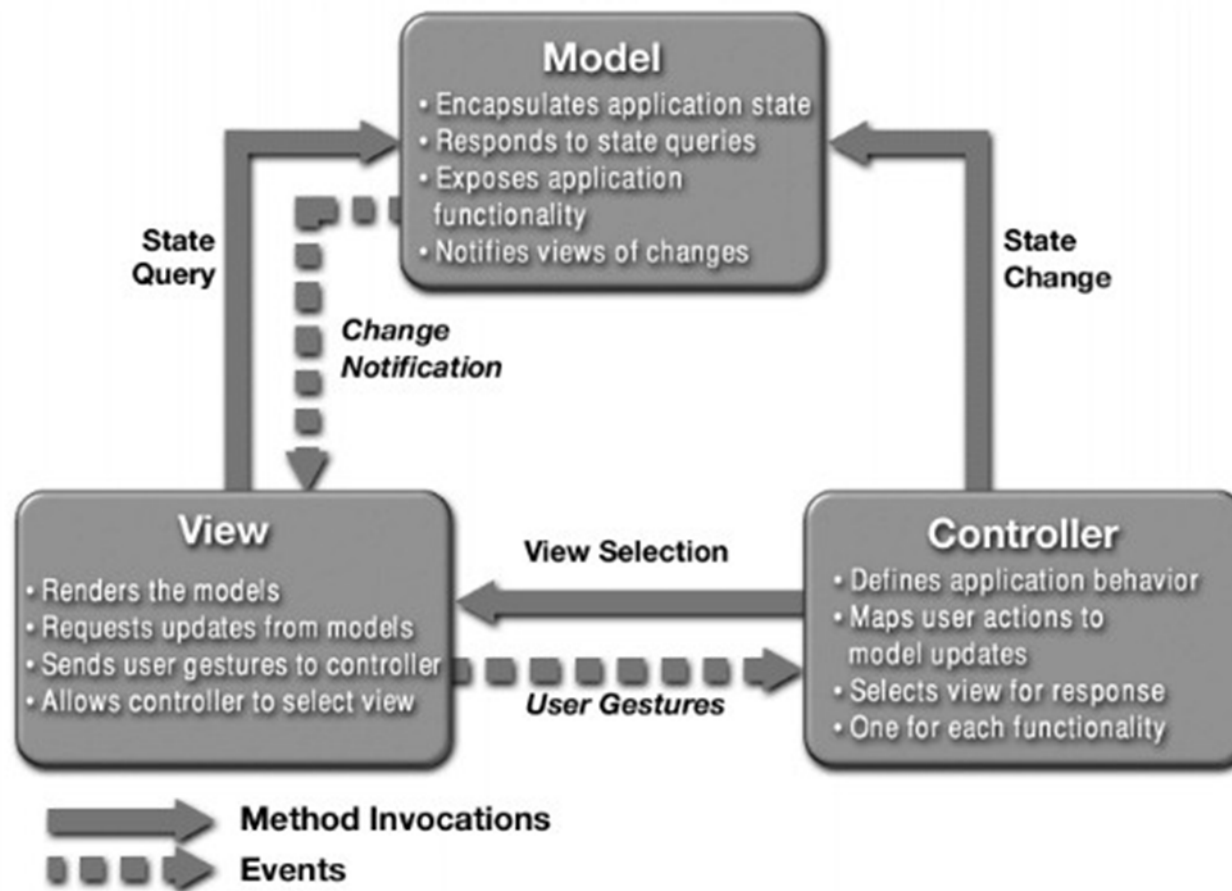 Model
• Encapsulates application state
• Responds to state queries
• Exposes application
functionality
• Notifies views of changes
State
Query
State
Change
Change
Notification
View
• Renders the models
• Requests updates from models
• Sends user gestures to controller
• Allows controller to select view
View Selection
User Gestures
Controller
• Defines application behavior
• Maps user actions to
model updates
• Selects view for response
• One for each functionality
Method Invocations
Events